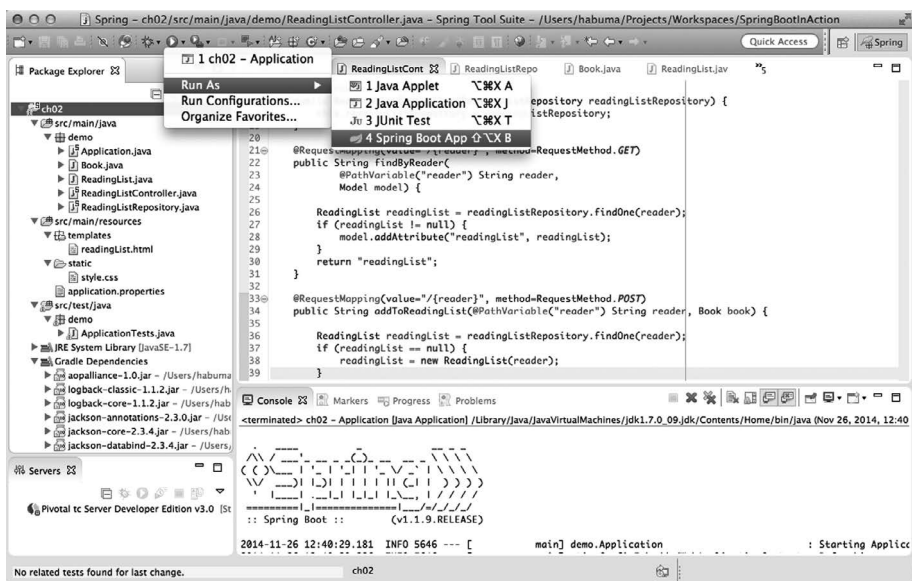 Spring – ch02/src/main/java/demo/ReadingListController.java – Spring Tool Suite – /Users/habuma/Projects/Workspaces/SpringBootInAction
Quick Access
Spring
1 ch02 – Application
Run As
Run Configurations...
Organize Favorites...
1 Java Applet ⌥⌘X A
2 Java Application ⌥⌘X J
Ju 3 JUnit Test ⌥⌘X T
4 Spring Boot App ⇧⌥X B
Package Explorer
ch02
src/main/java
demo
Application.java
Book.java
ReadingList.java
ReadingListController.java
ReadingListRepository.java
src/main/resources
templates
readingList.html
static
style.css
application.properties
src/test/java
demo
ApplicationTests.java
JRE System Library [JavaSE-1.7]
Gradle Dependencies
aopalliance-1.0.jar – /Users/habuma
logback-classic-1.1.2.jar – /Users/h
logback-core-1.1.2.jar – /Users/hab
jackson-annotations-2.3.0.jar – /Use
jackson-core-2.3.4.jar – /Users/hab
jackson-databind-2.3.4.jar – /Users/
Servers
Pivotal tc Server Developer Edition v3.0 [St
ReadingListCont
ReadingListRepo
Book.java
ReadingList.jav
5
epository readingListRepository) {
istRepository;
20
21 @RequestMapping(value="/{reader}", method=RequestMethod.GET)
22 public String findByReader(
23 @PathVariable("reader") String reader,
24 Model model) {
25
26 ReadingList readingList = readingListRepository.findOne(reader);
27 if (readingList != null) {
28 model.addAttribute("readingList", readingList);
29 }
30 return "readingList";
31 }
32
33 @RequestMapping(value="/{reader}", method=RequestMethod.POST)
34 public String addToReadingList(@PathVariable("reader") String reader, Book book) {
35
36 ReadingList readingList = readingListRepository.findOne(reader);
37 if (readingList == null) {
38 readingList = new ReadingList(reader);
39 }
Console
Markers
Progress
Problems
<terminated> ch02 – Application [Java Application] /Library/Java/JavaVirtualMachines/jdk1.7.0_09.jdk/Contents/Home/bin/java (Nov 26, 2014, 12:40
:: Spring Boot :: (v1.1.9.RELEASE)
2014-11-26 12:40:29.181 INFO 5646 --- [ main] demo.Application : Starting Applicc
No related tests found for last change.
ch02